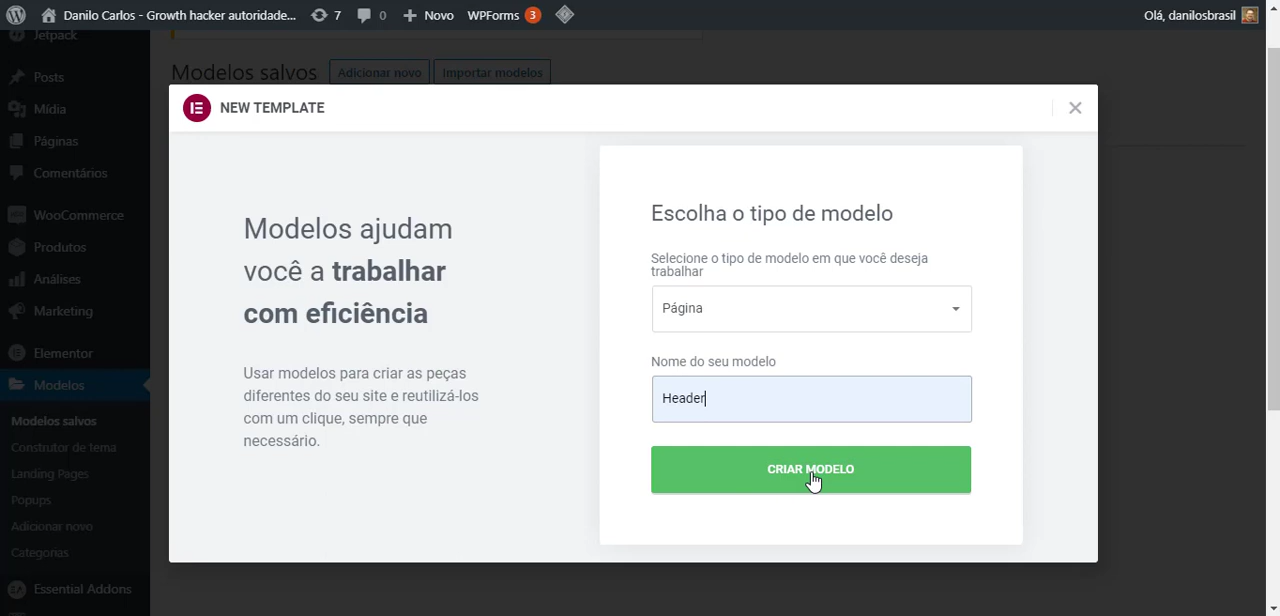 Danilo Carlos - Growth hacker autoridade... 7 0 Novo WPForms 3 Olá, danilosbrasil
Jetpack
Posts
Mídia
Páginas
Comentários
WooCommerce
Produtos
Análises
Marketing
Elementor
Modelos
Modelos salvos
Construtor de tema
Landing Pages
Popups
Adicionar novo
Categorias
Essential Addons
Modelos salvos Adicionar novo Importar modelos
NEW TEMPLATE
Modelos ajudam
você a trabalhar
com eficiência
Usar modelos para criar as peças
diferentes do seu site e reutilizá-los
com um clique, sempre que
necessário.
Escolha o tipo de modelo
Selecione o tipo de modelo em que você deseja
trabalhar
Página
Nome do seu modelo
Header
CRIAR MODELO